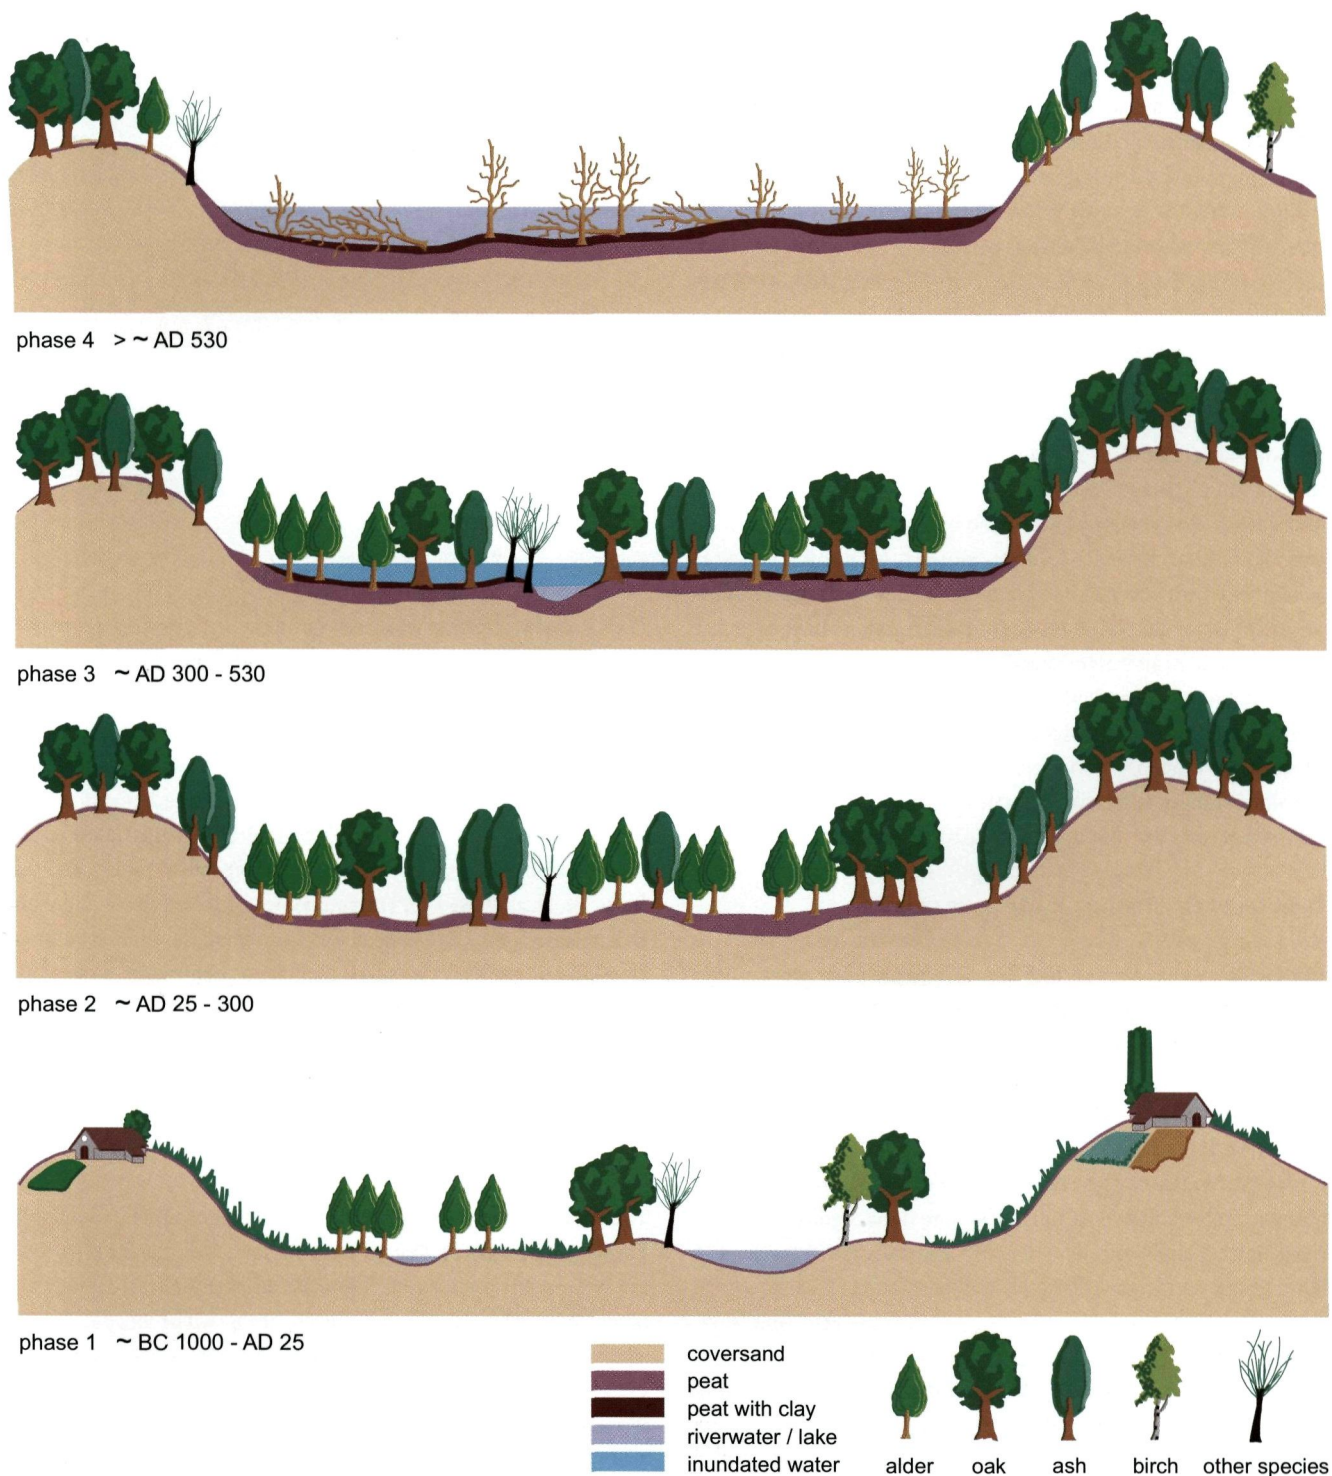 phase 4 > ~ AD 530
phase 3 ~ AD 300 - 530
phase 2 ~ AD 25 - 300
phase 1 ~ BC 1000 - AD 25
coversand
peat
peat with clay
riverwater / lake
inundated water
alder oak ash birch other species